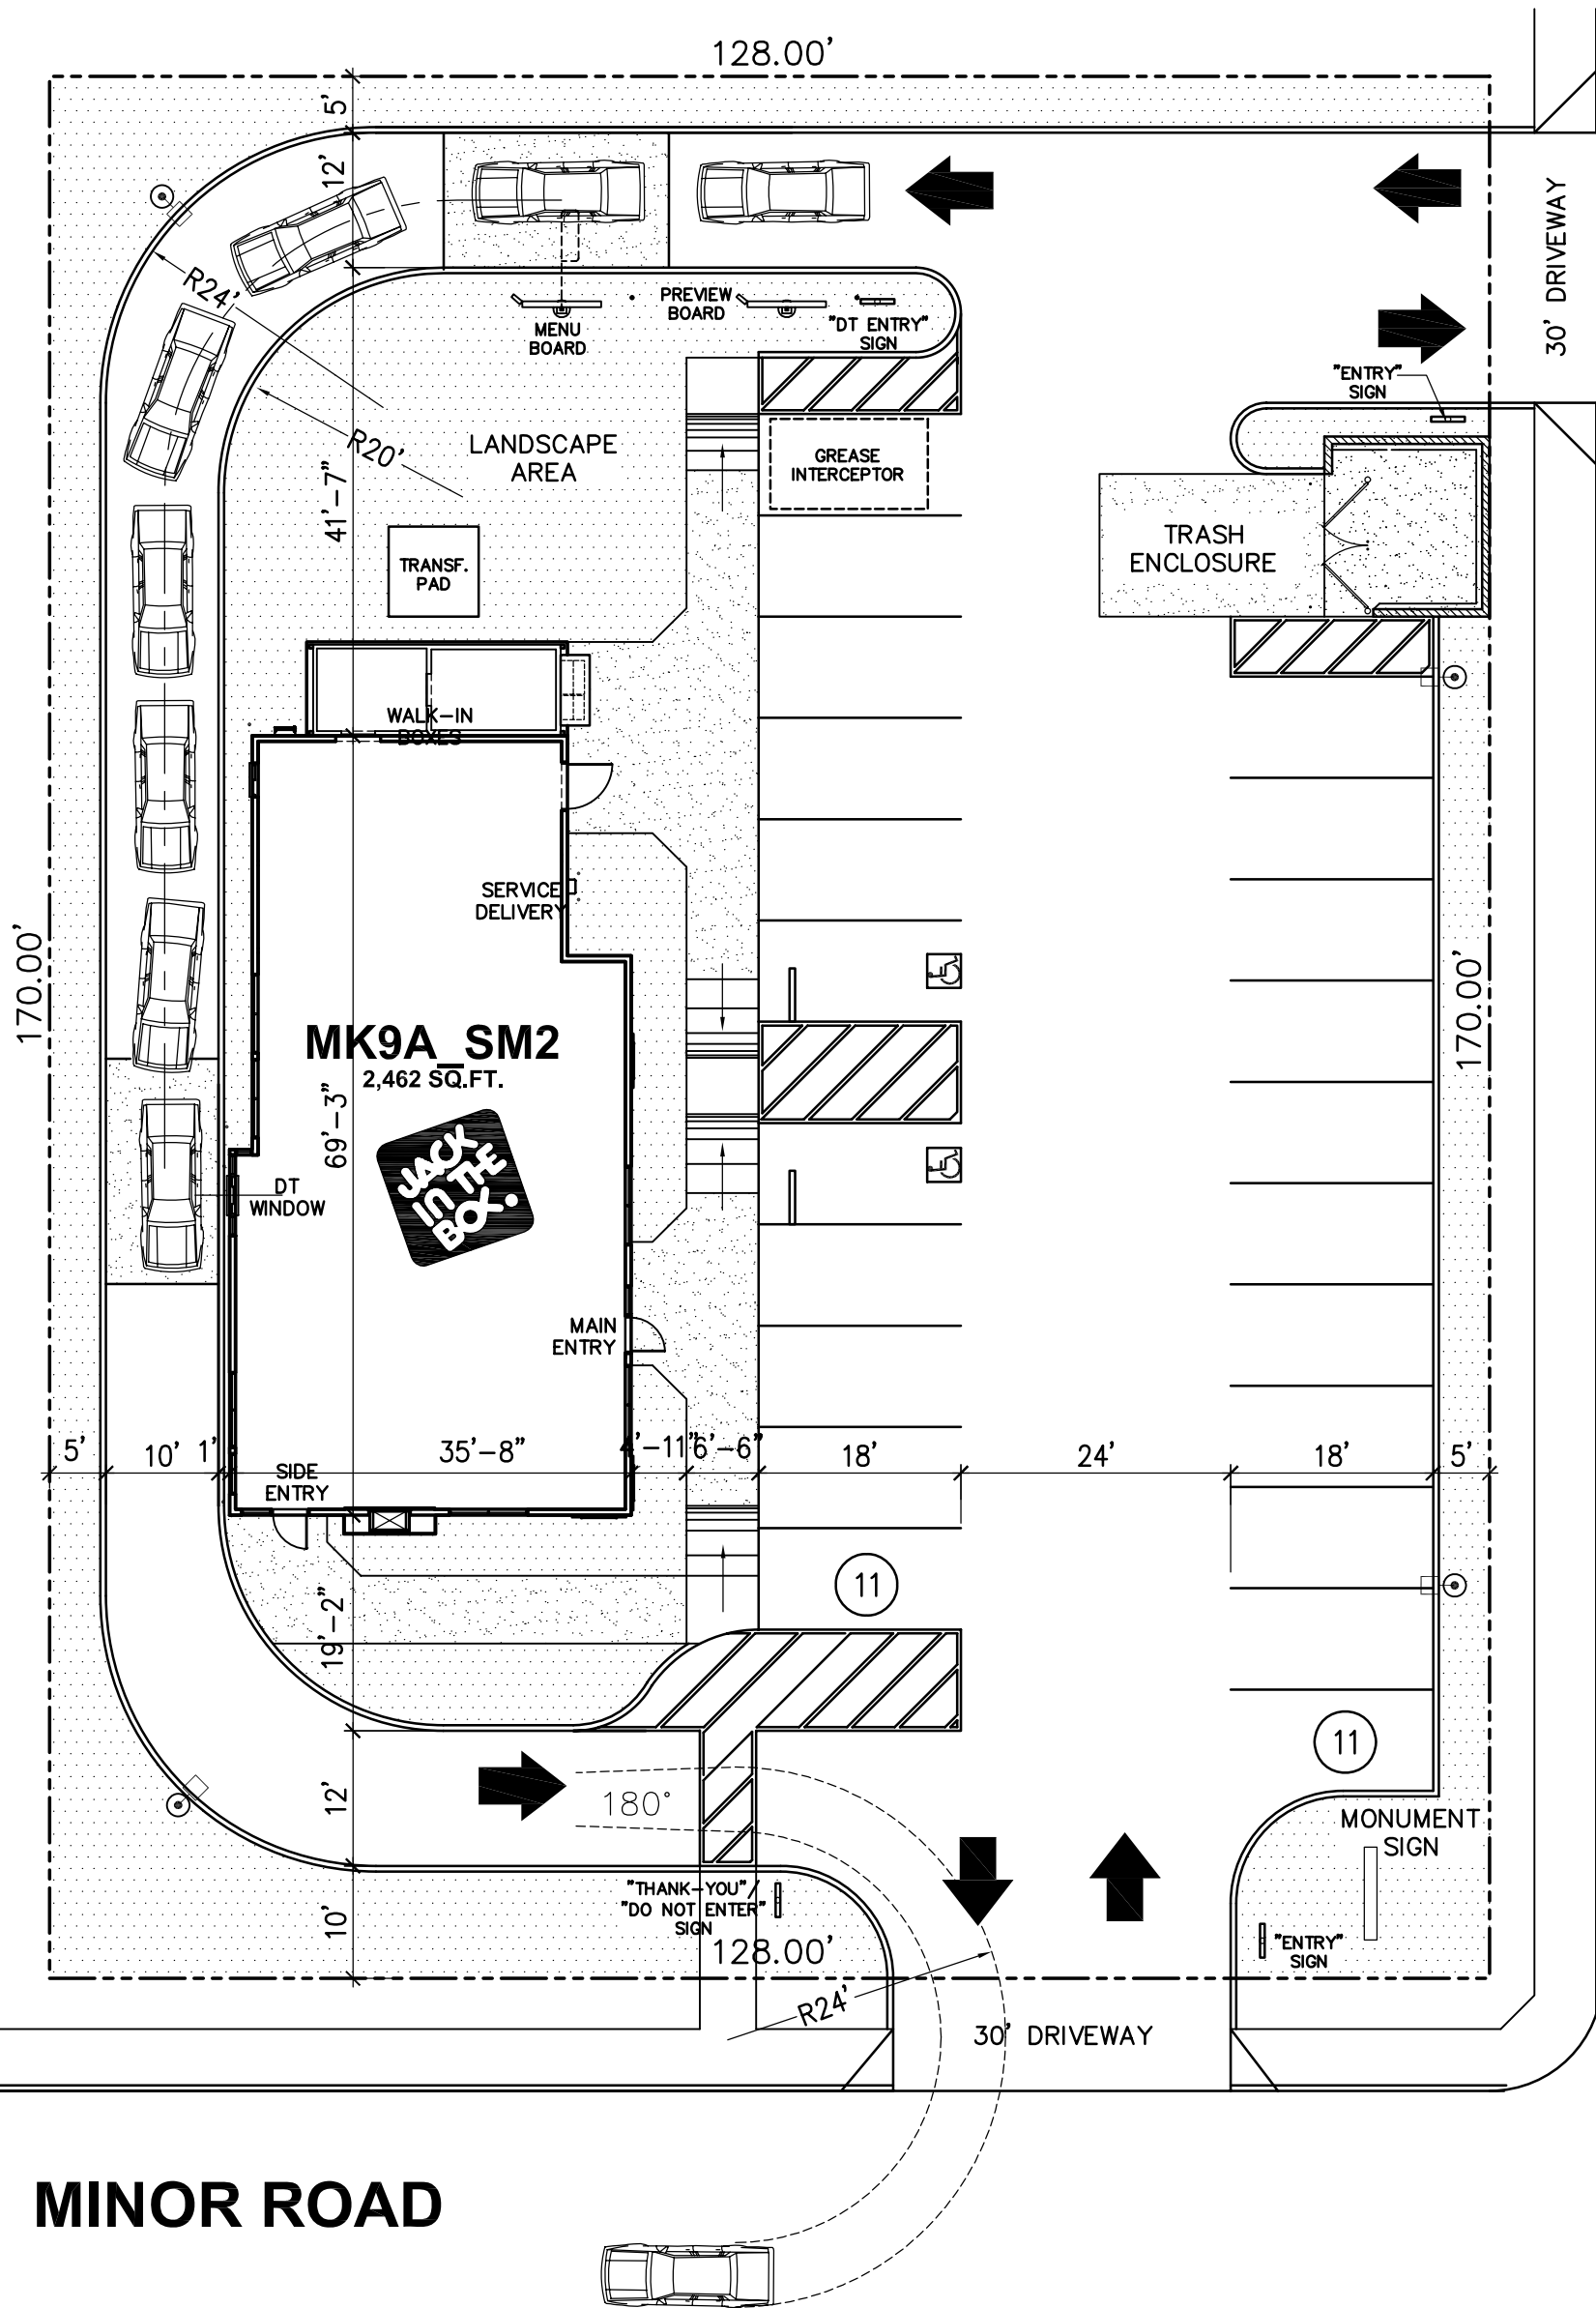 128.00'
5'
12'
30' DRIVEWAY
R24'
PREVIEW
BOARD
MENU
BOARD
"DT ENTRY"
SIGN
"ENTRY"
SIGN
R20'
LANDSCAPE
AREA
41'-7"
GREASE
INTERCEPTOR
TRASH
ENCLOSURE
TRANSF.
PAD
WALK-IN
BOXES
SERVICE
DELIVERY
170.00'
170.00'
MK9A_SM2
2,462 SQ.FT.
69'-3"
JACK
IN THE
BOX.
DT
WINDOW
MAIN
ENTRY
5'
10'
1'
35'-8"
4'-11"
6'-6"
18'
24'
18'
5'
SIDE
ENTRY
11
19'-2"
11
12'
180°
MONUMENT
SIGN
"THANK-YOU"/
"DO NOT ENTER"
SIGN
10'
128.00'
"ENTRY"
SIGN
R24'
30' DRIVEWAY
MINOR ROAD